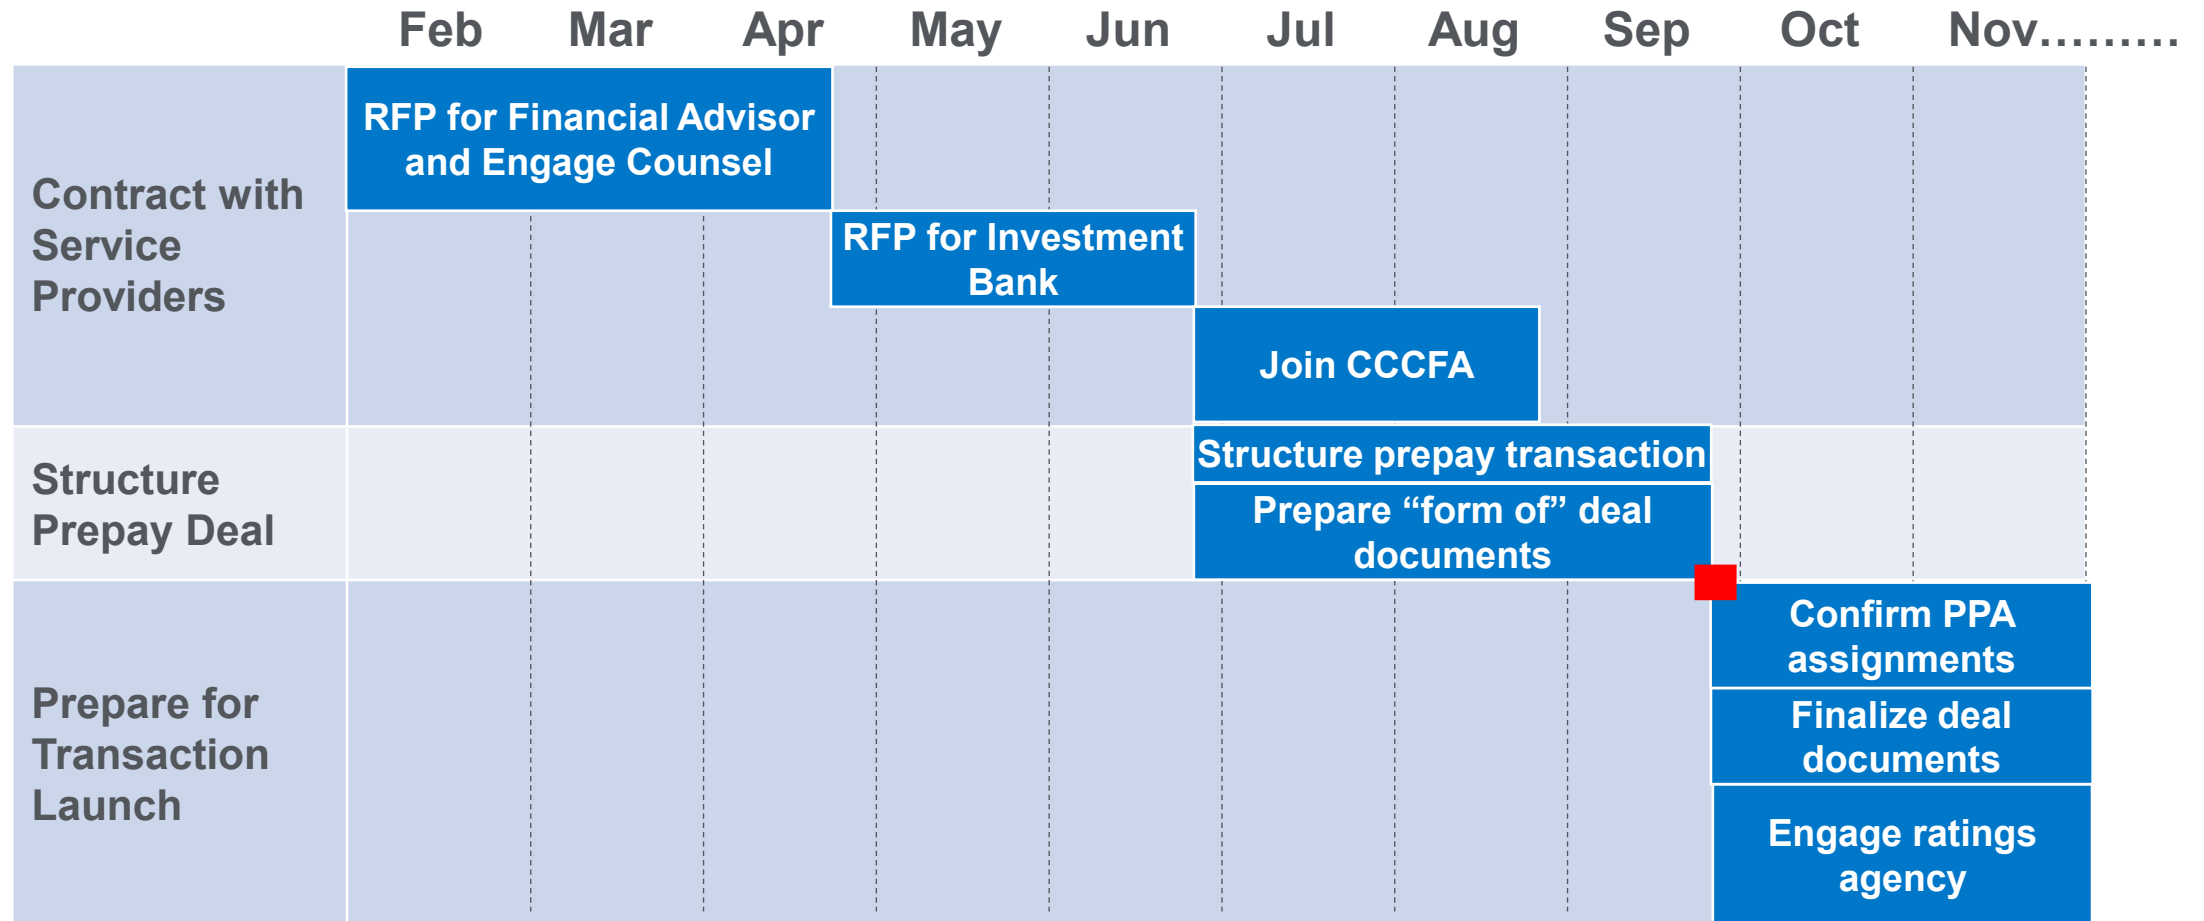 Feb Mar Apr May Jun Jul Aug Sep Oct Nov.........
Contract with
Service
Providers
RFP for Financial Advisor
and Engage Counsel
RFP for Investment
Bank
Join CCCFA
Structure
Prepay Deal
Structure prepay transaction
Prepare “form of” deal
documents
Prepare for
Transaction
Launch
Confirm PPA
assignments
Finalize deal
documents
Engage ratings
agency